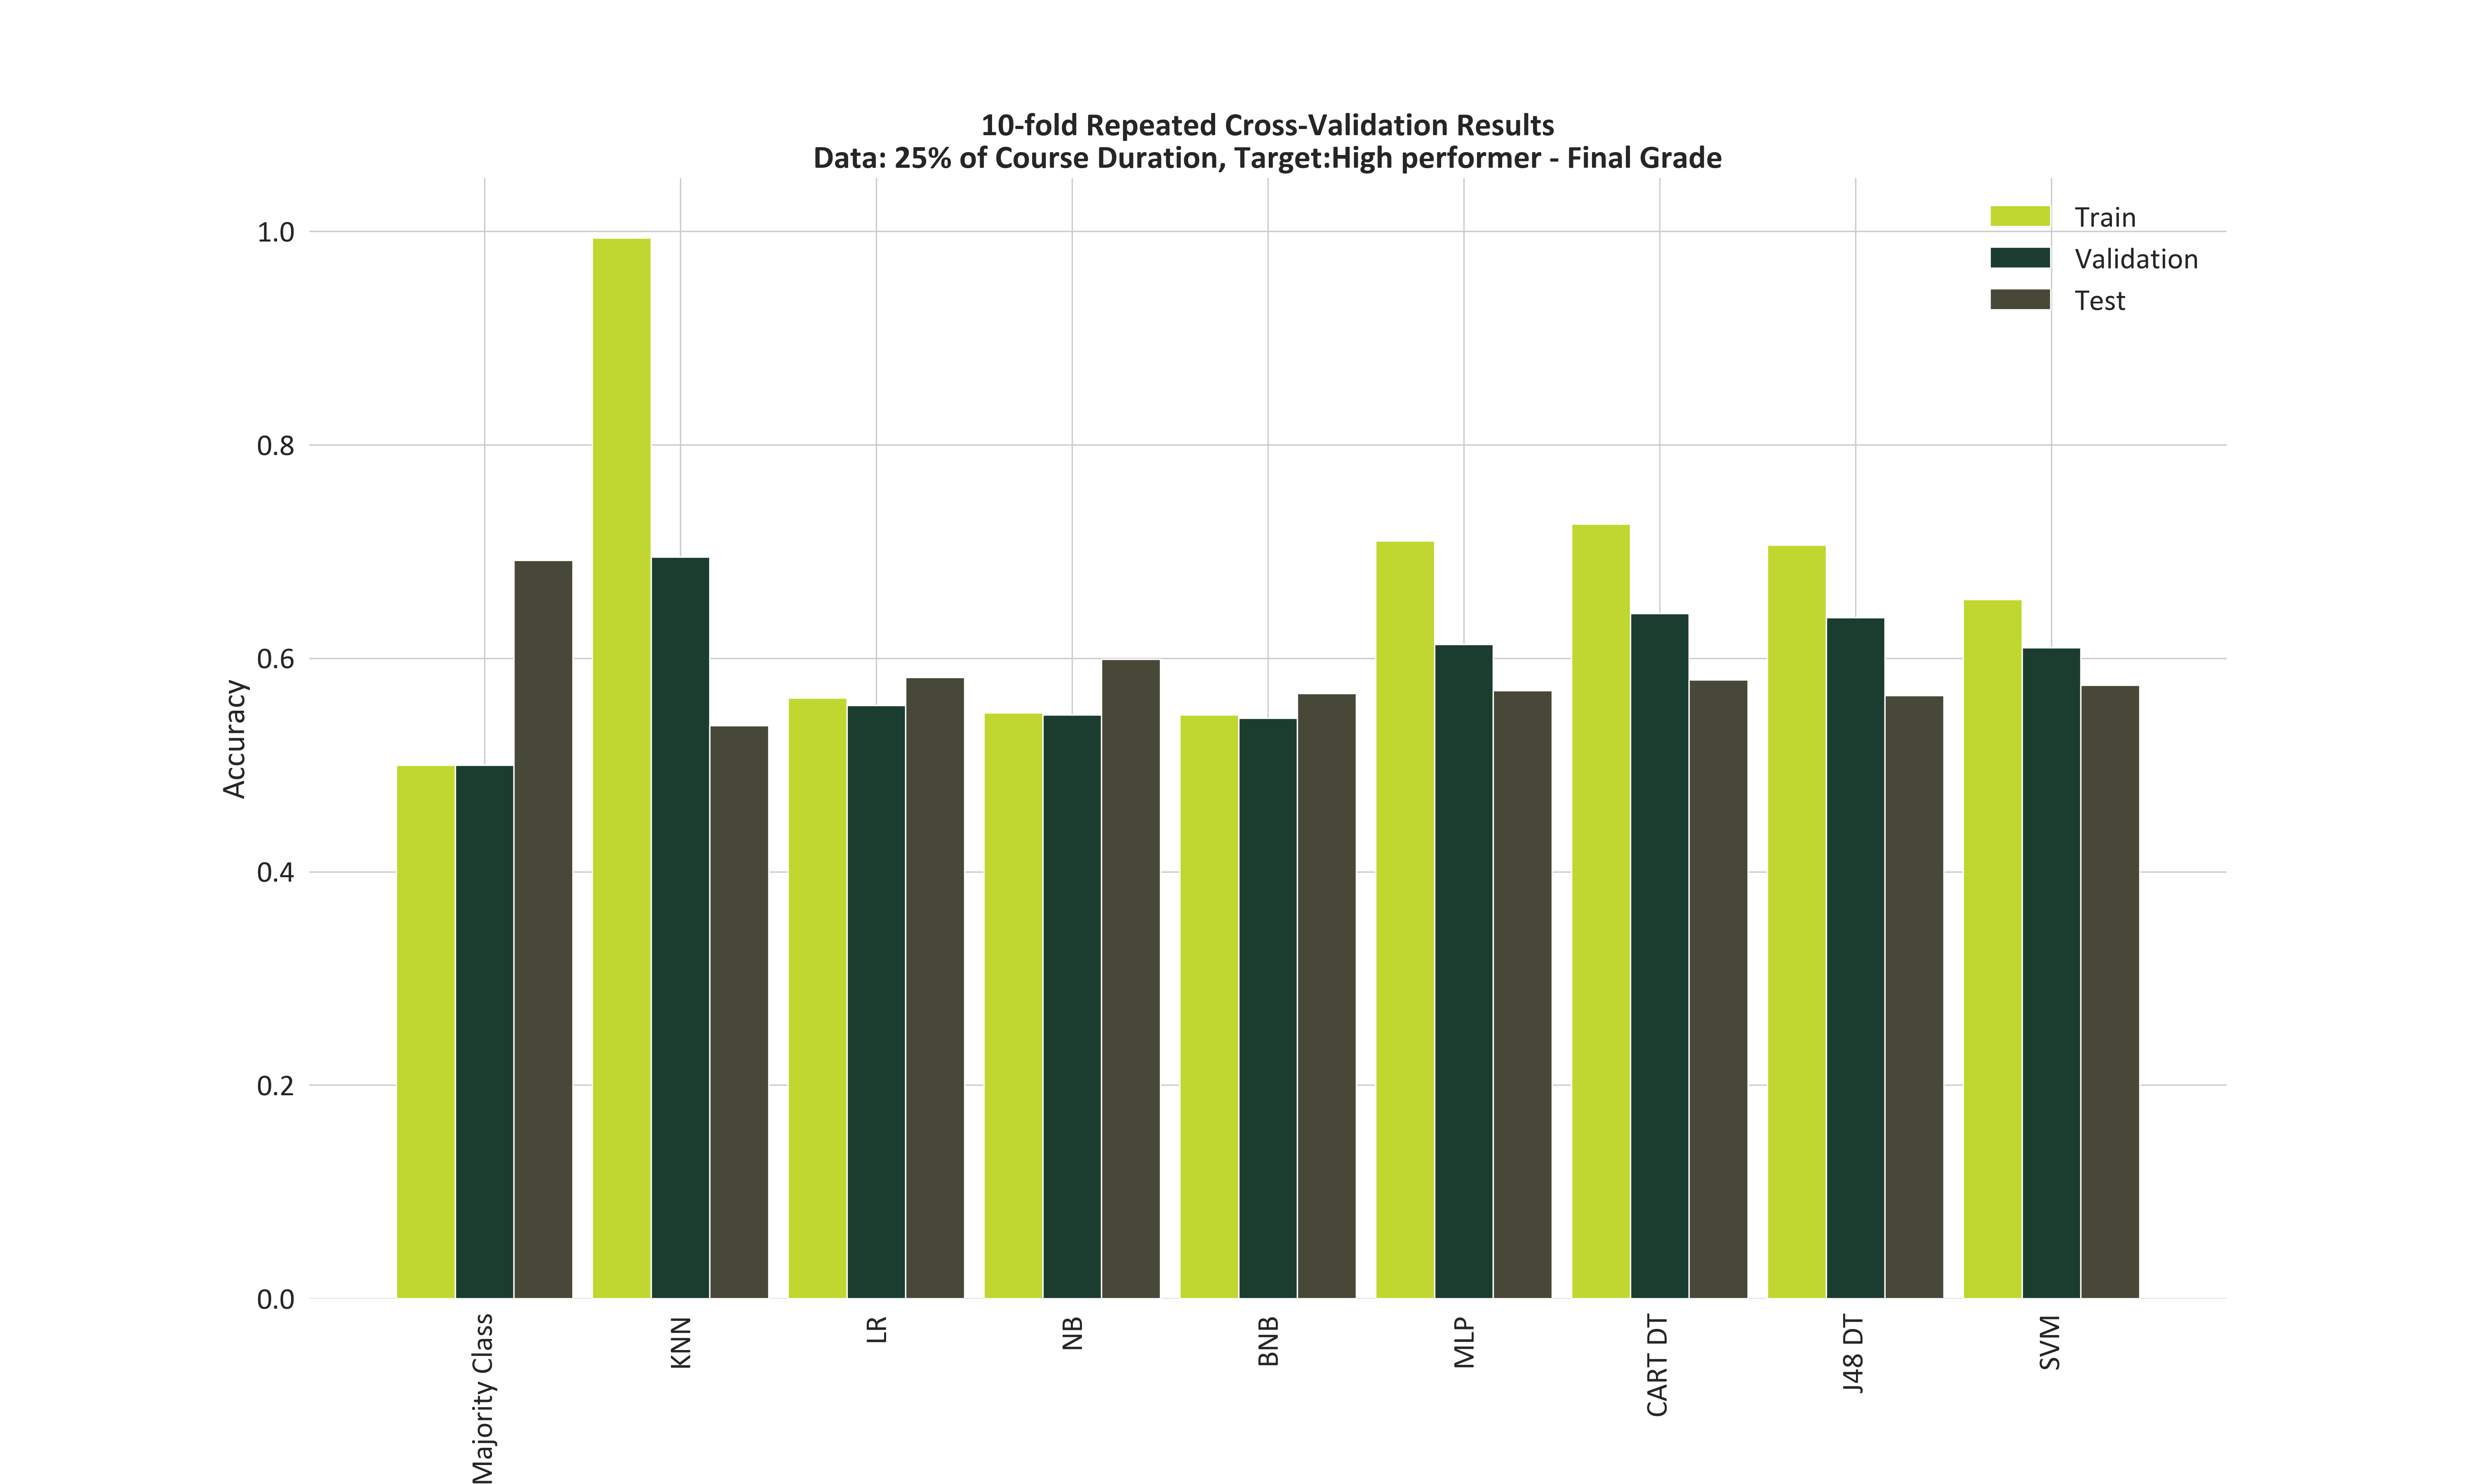 10-fold Repeated Cross-Validation Results
Data: 25% of Course Duration, Target:High performer - Final Grade
Train
Validation
Test
1.0
0.8
0.6
0.4
0.2
0.0
Accuracy
Majority Class
KNN
LR
NB
BNB
MLP
CART DT
J48 DT
SVM